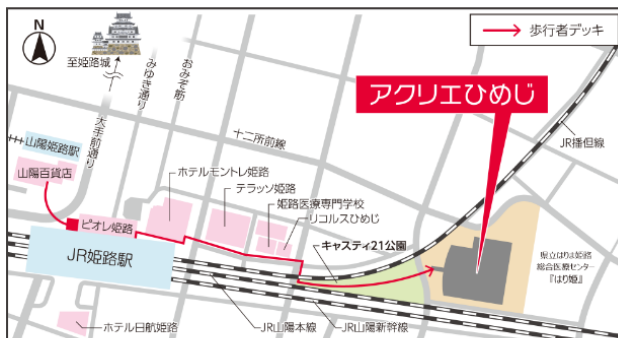 N
歩行者デッキ
至姫路城
みゆき通り
おみぞ筋
大手前通り
アクリエひめじ
JR播但線
十二所前線
山陽姫路駅
山陽百貨店
ホテルモントレ姫路
テラッソ姫路
姫路医療専門学校
リコルスひめじ
ピオレ姫路
キャスティ21公園
JR姫路駅
県立はりま姫路
総合医療センター
『はり姫』
ホテル日航姫路
JR山陽本線
JR山陽新幹線